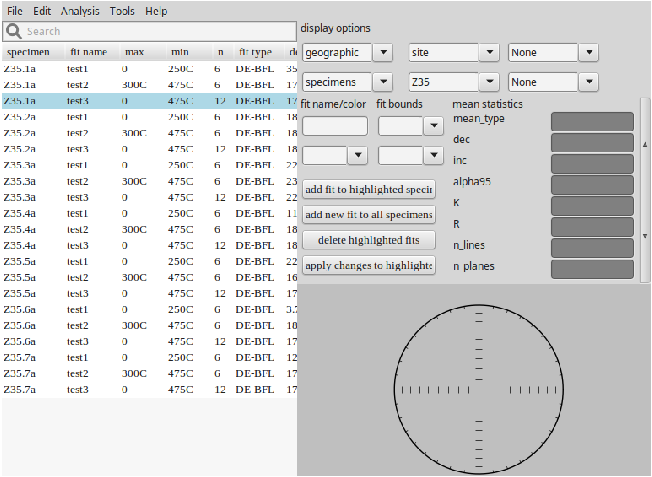 File Edit Analysis Tools Help
Search
specimen fit name max min n fit type
Z35.1a test1 0 250C 6 DE-BFL 35
Z35.1a test2 300C 475C 6 DE-BFL 17
Z35.1a test3 0 475C 12 DE-BFL 17
Z35.2a test1 0 250C 6 DE-BFL 18
Z35.2a test2 300C 475C 6 DE-BFL 18
Z35.2a test3 0 475C 12 DE-BFL 18
Z35.3a test1 0 250C 6 DE-BFL 22
Z35.3a test2 300C 475C 6 DE-BFL 23
Z35.3a test3 0 475C 12 DE-BFL 22
Z35.4a test1 0 250C 6 DE-BFL 11
Z35.4a test2 300C 475C 6 DE-BFL 18
Z35.4a test3 0 475C 12 DE-BFL 18
Z35.5a test1 0 250C 6 DE-BFL 22
Z35.5a test2 300C 475C 6 DE-BFL 16
Z35.5a test3 0 475C 12 DE-BFL 17
Z35.6a test1 0 250C 6 DE-BFL 3.
Z35.6a test2 300C 475C 6 DE-BFL 18
Z35.6a test3 0 475C 12 DE-BFL 17
Z35.7a test1 0 250C 6 DE-BFL 12
Z35.7a test2 300C 475C 6 DE-BFL 17
Z35.7a test3 0 475C 12 DE-BFL 17
display options
geographic site None
specimens Z35 None
fit name/color fit bounds
add fit to highlighted specir
add new fit to all specimens
delete highlighted fits
apply changes to highlighte
mean statistics
mean_type
dec
inc
alpha95
K
R
n_lines
n_planes